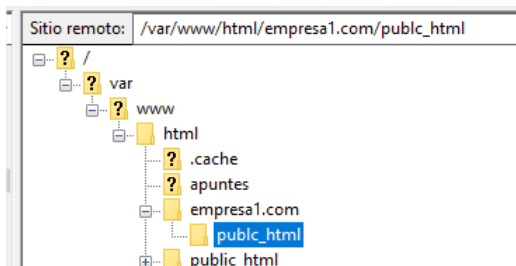 Sitio remoto: /var/www/html/empresa1.com/publc_html
/
var
www
html
.cache
apuntes
empresa1.com
publc_html
public_html